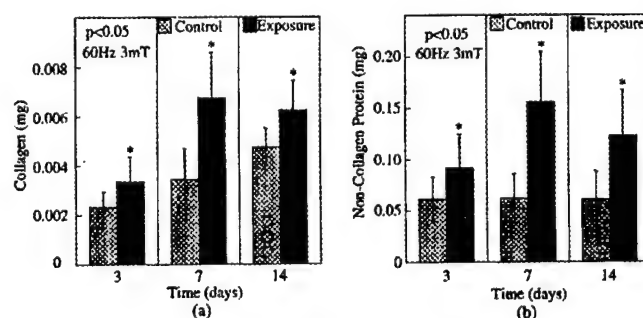 p<0.05
60Hz 3mT
Control Exposure
Collagen (mg)
0.008
0.006
0.004
0.002
0
* * *
3 7 14
Time (days)
(a)
p<0.05
60Hz 3mT
Control Exposure
Non-Collagen Protein (mg)
0.20
0.15
0.10
0.05
0
* * *
3 7 14
Time (days)
(b)